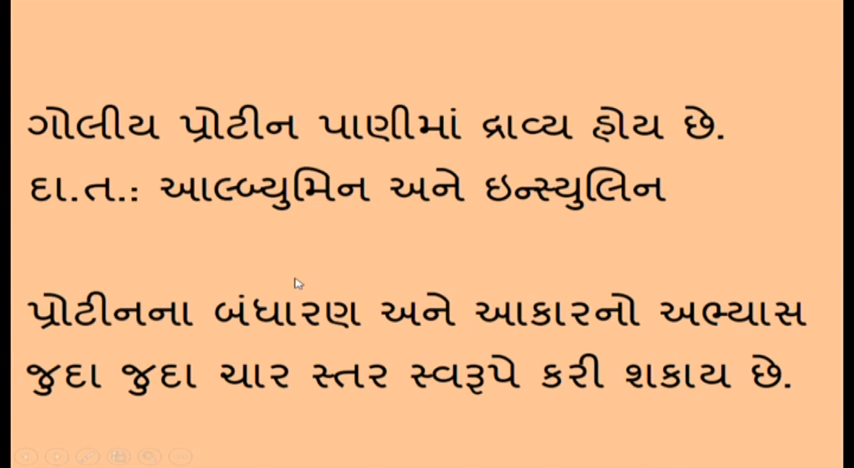 ગોલીય પ્રોટીન પાણીમાં દ્રાવ્ય હોય છે.
દા.ત.: આલ્બ્યુમિન અને ઇન્સ્યુલિન
પ્રોટીનના બંધારણ અને આકારનો અભ્યાસ
જુદા જુદા ચાર સ્તર સ્વરૂપે કરી શકાય છે.